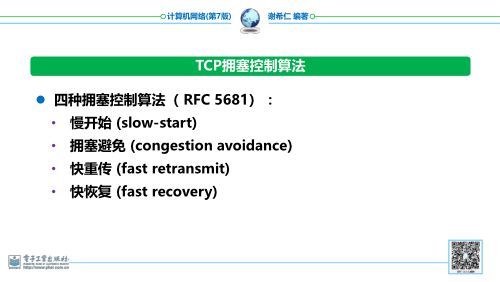 计算机网络(第7版)
谢希仁 编著
TCP拥塞控制算法
四种拥塞控制算法（ RFC 5681） ：
• 慢开始 (slow-start)
• 拥塞避免 (congestion avoidance)
• 快重传 (fast retransmit)
• 快恢复 (fast recovery)
电子工业出版社
http://www.phei.com.cn